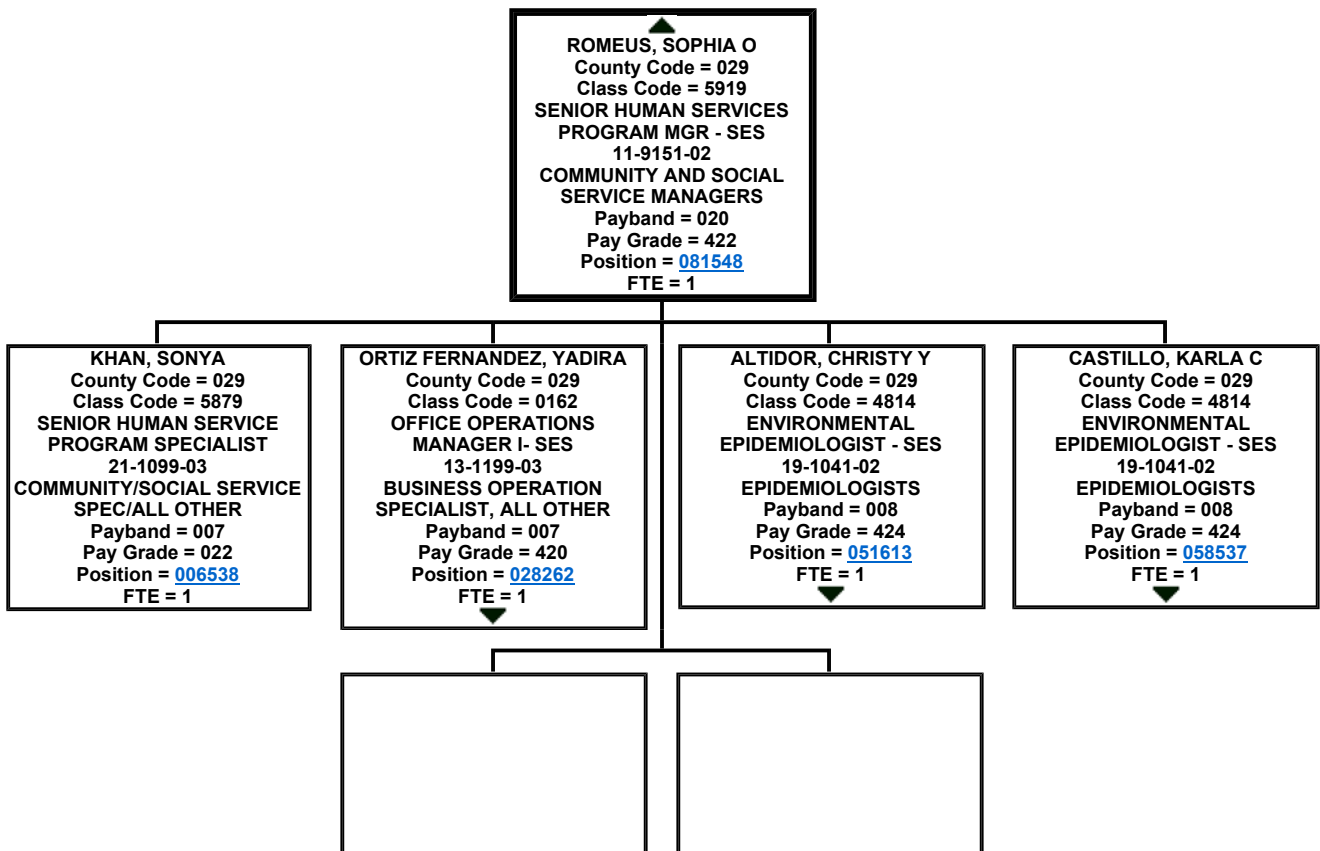 ROMEUS, SOPHIA O
County Code = 029
Class Code = 5919
SENIOR HUMAN SERVICES
PROGRAM MGR - SES
11-9151-02
COMMUNITY AND SOCIAL
SERVICE MANAGERS
Payband = 020
Pay Grade = 422
Position = 081548
FTE = 1
KHAN, SONYA
County Code = 029
Class Code = 5879
SENIOR HUMAN SERVICE
PROGRAM SPECIALIST
21-1099-03
COMMUNITY/SOCIAL SERVICE
SPEC/ALL OTHER
Payband = 007
Pay Grade = 022
Position = 006538
FTE = 1
ORTIZ FERNANDEZ, YADIRA
County Code = 029
Class Code = 0162
OFFICE OPERATIONS
MANAGER I- SES
13-1199-03
BUSINESS OPERATION
SPECIALIST, ALL OTHER
Payband = 007
Pay Grade = 420
Position = 028262
FTE = 1
ALTIDOR, CHRISTY Y
County Code = 029
Class Code = 4814
ENVIRONMENTAL
EPIDEMIOLOGIST - SES
19-1041-02
EPIDEMIOLOGISTS
Payband = 008
Pay Grade = 424
Position = 051613
FTE = 1
CASTILLO, KARLA C
County Code = 029
Class Code = 4814
ENVIRONMENTAL
EPIDEMIOLOGIST - SES
19-1041-02
EPIDEMIOLOGISTS
Payband = 008
Pay Grade = 424
Position = 058537
FTE = 1